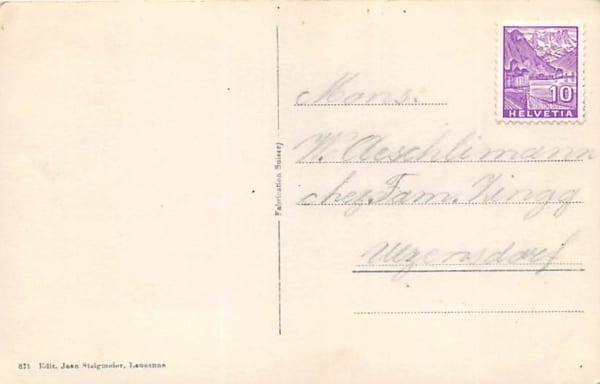 Mons.
W. Aeschlimann
chez Fam. Zingg
Utzensdorf
10
HELVETIA
Fabrication Suisse
871 Edit. Jean Steigmeier, Lausanne